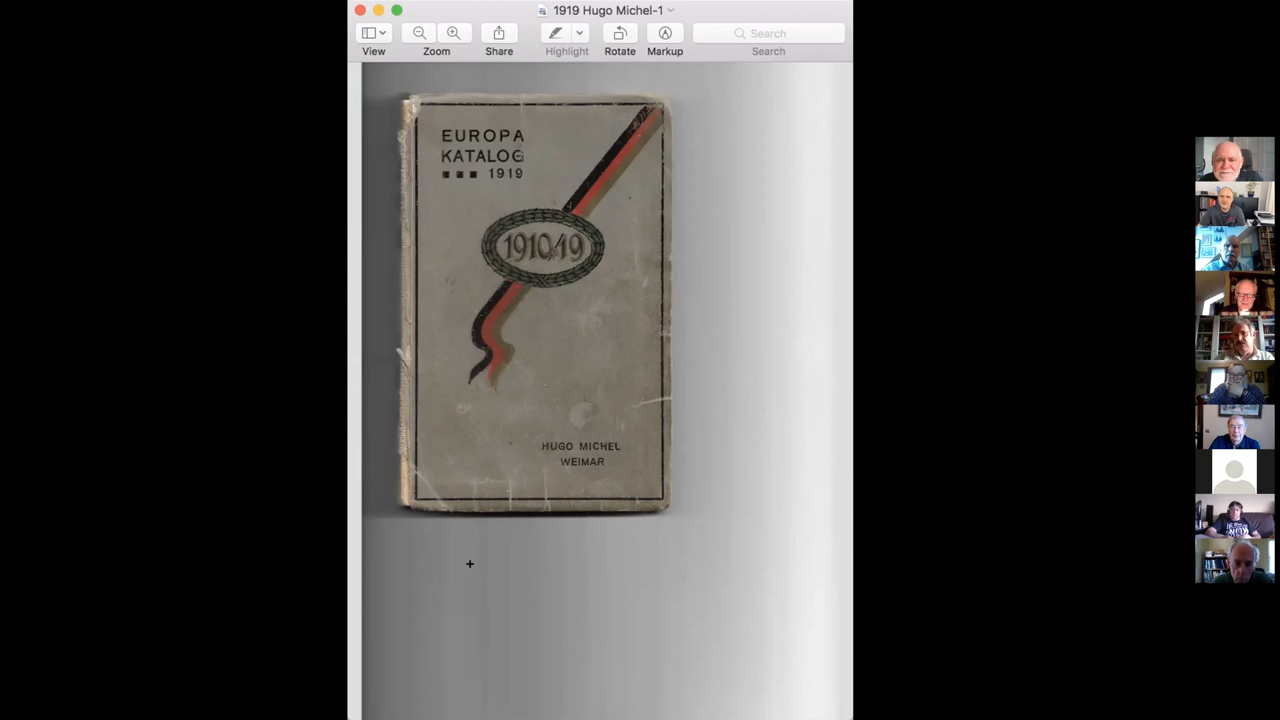 1919 Hugo Michel-1
Search
View
Zoom
Share
Highlight
Rotate
Markup
Search
EUROPA
KATALOG
1919
1910/19
HUGO MICHEL
WEIMAR